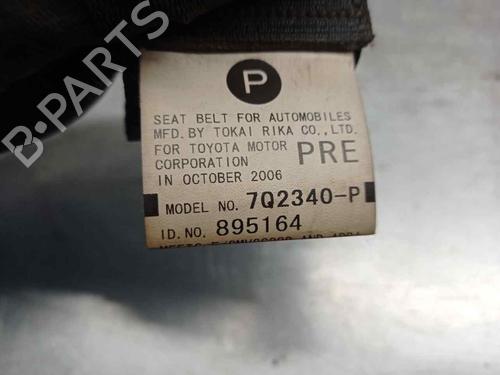 P
SEAT BELT FOR AUTOMOBILES
MFD. BY TOKAI RIKA CO., LTD.
FOR TOYOTA MOTOR
CORPORATION PRE
IN OCTOBER 2006
MODEL NO. 7Q2340-P
ID. NO. 895164
B-PARTS